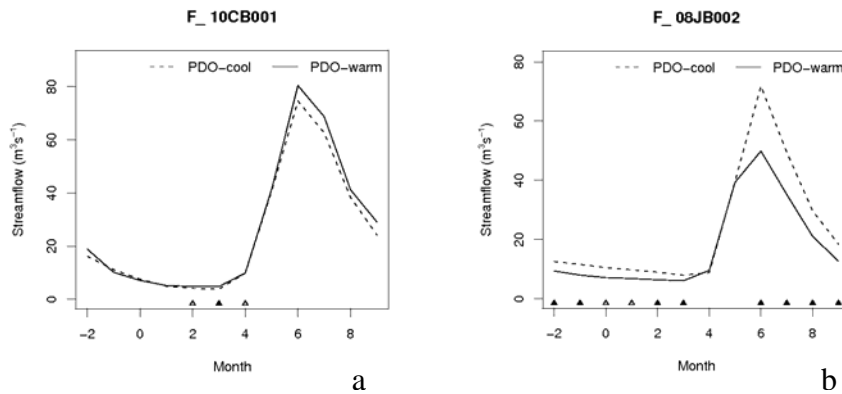 F_ 10CB001
PDO-cool PDO-warm
Streamflow (m³s⁻¹)
80
60
40
20
0
−2 0 2 4 6 8
Month
a
F_ 08JB002
PDO-cool PDO-warm
Streamflow (m³s⁻¹)
80
60
40
20
0
−2 0 2 4 6 8
Month
b